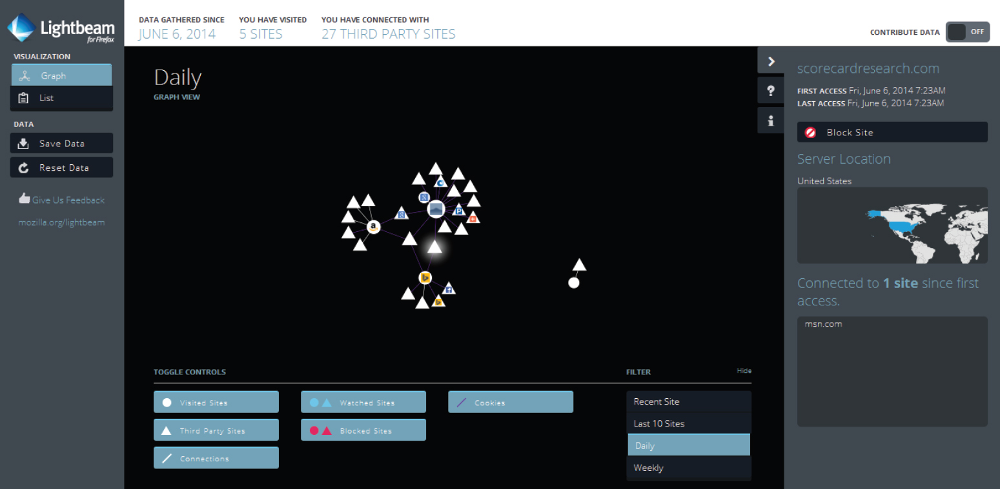 Lightbeam
for Firefox
DATA GATHERED SINCE
JUNE 6, 2014
YOU HAVE VISITED
5 SITES
YOU HAVE CONNECTED WITH
27 THIRD PARTY SITES
CONTRIBUTE DATA
OFF
VISUALIZATION
Graph
List
DATA
Save Data
Reset Data
Give Us Feedback
mozilla.org/lightbeam
Daily
GRAPH VIEW
TOGGLE CONTROLS
Visited Sites
Watched Sites
Cookies
Third Party Sites
Blocked Sites
Connections
FILTER
Hide
Recent Site
Last 10 Sites
Daily
Weekly
scorecardresearch.com
FIRST ACCESS Fri, June 6, 2014 7:23AM
LAST ACCESS Fri, June 6, 2014 7:23AM
Block Site
Server Location
United States
Connected to 1 site since first
access.
msn.com